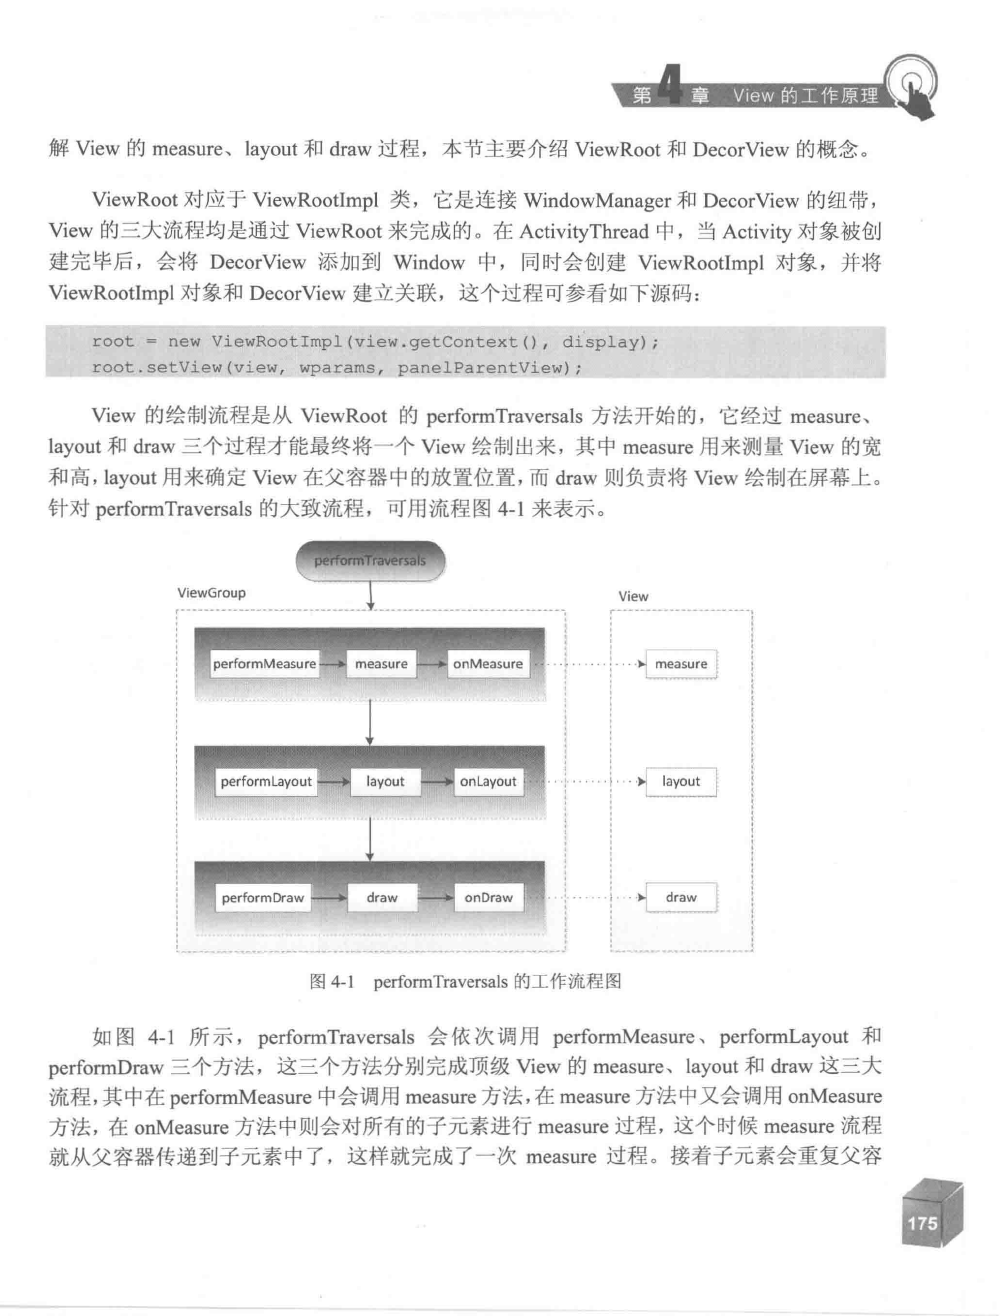 第4章 View 的工作原理
解 View 的 measure、layout 和 draw 过程，本节主要介绍 ViewRoot 和 DecorView 的概念。
ViewRoot 对应于 ViewRootImpl 类，它是连接 WindowManager 和 DecorView 的纽带，
View 的三大流程均是通过 ViewRoot 来完成的。在 ActivityThread 中，当 Activity 对象被创
建完毕后，会将 DecorView 添加到 Window 中，同时会创建 ViewRootImpl 对象，并将
ViewRootImpl 对象和 DecorView 建立关联，这个过程可参看如下源码：
root = new ViewRootImpl(view.getContext(), display);
root.setView(view, wparams, panelParentView);
View 的绘制流程是从 ViewRoot 的 performTraversals 方法开始的，它经过 measure、
layout 和 draw 三个过程才能最终将一个 View 绘制出来，其中 measure 用来测量 View 的宽
和高，layout 用来确定 View 在父容器中的放置位置，而 draw 则负责将 View 绘制在屏幕上。
针对 performTraversals 的大致流程，可用流程图 4-1 来表示。
performTraversals
ViewGroup
View
performMeasure measure onMeasure measure
performLayout layout onLayout layout
performDraw draw onDraw draw
图 4-1 performTraversals 的工作流程图
如图 4-1 所示，performTraversals 会依次调用 performMeasure、performLayout 和
performDraw 三个方法，这三个方法分别完成顶级 View 的 measure、layout 和 draw 这三大
流程，其中在 performMeasure 中会调用 measure 方法，在 measure 方法中又会调用 onMeasure
方法，在 onMeasure 方法中则会对所有的子元素进行 measure 过程，这个时候 measure 流程
就从父容器传递到子元素中了，这样就完成了一次 measure 过程。接着子元素会重复父容
175